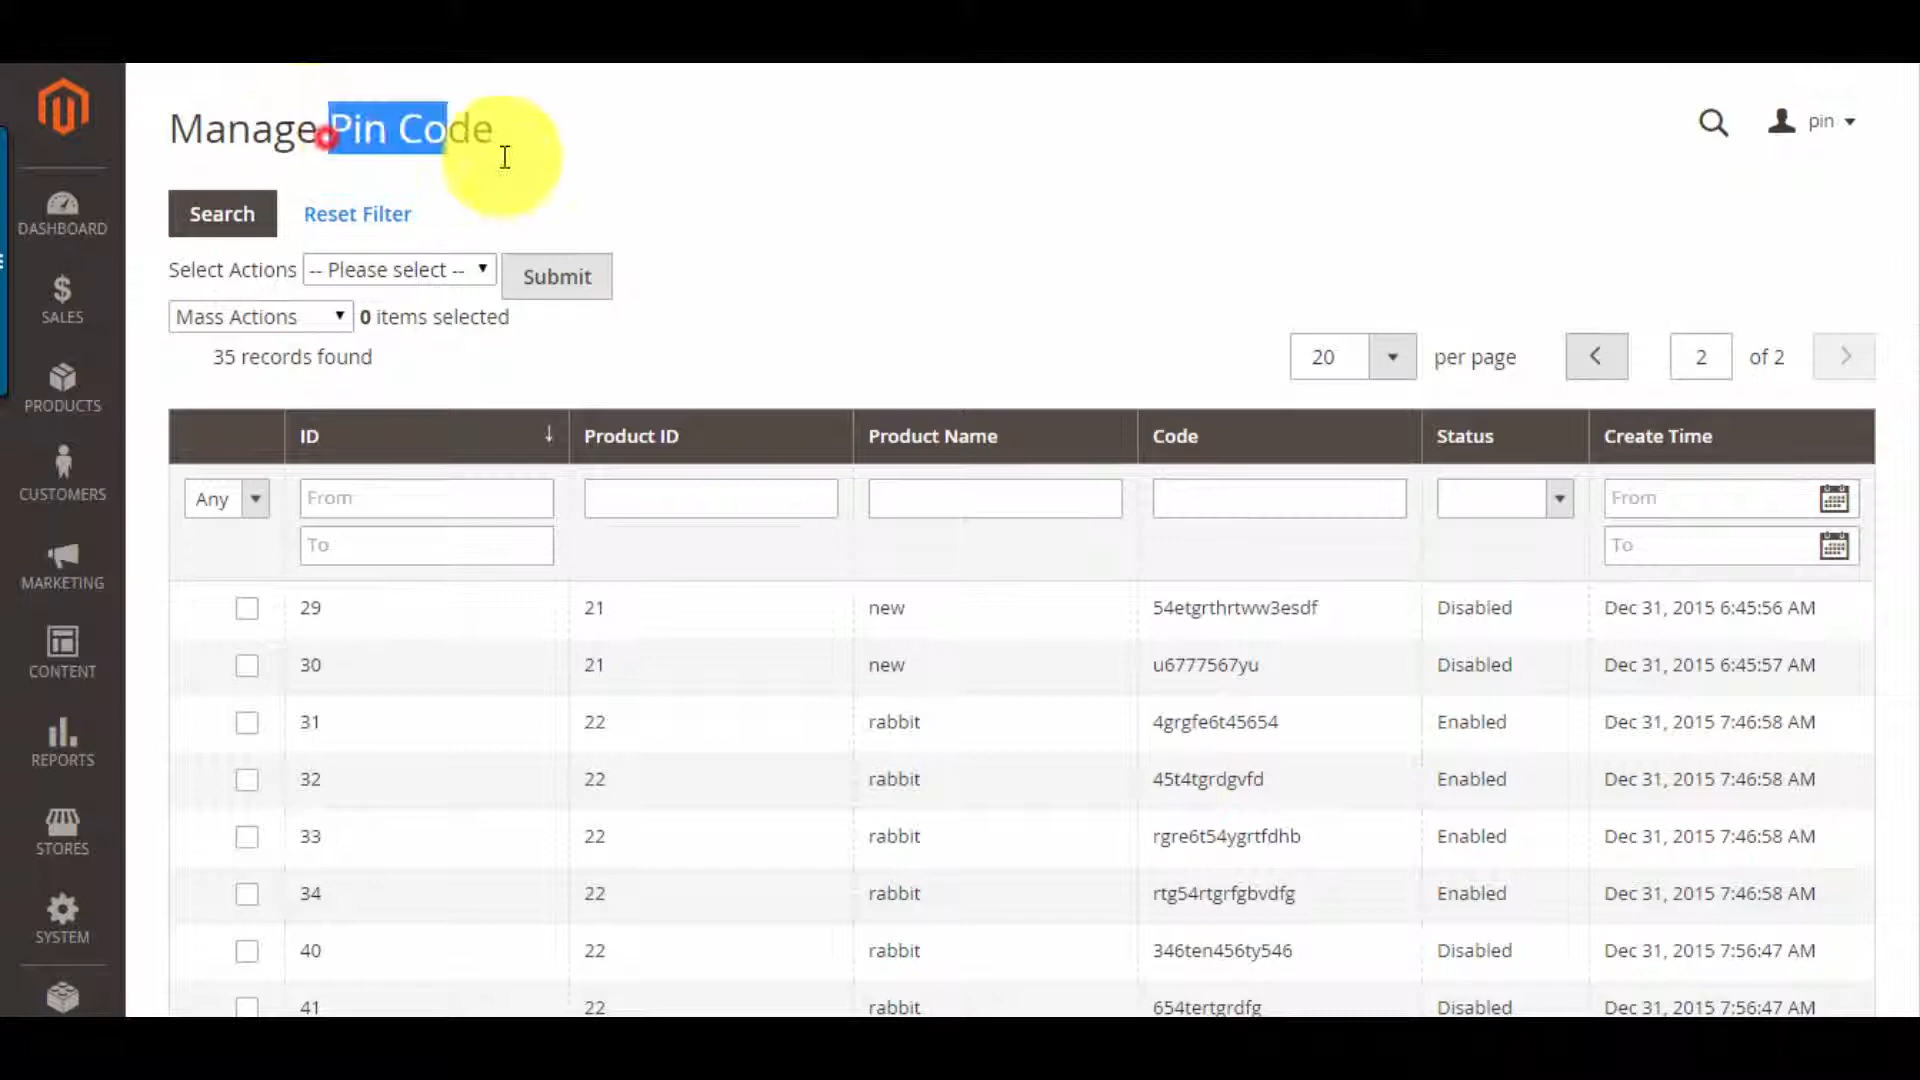 Manage Pin Code
pin
Search Reset Filter
Select Actions -- Please select -- Submit
Mass Actions 0 items selected
35 records found
20 per page 2 of 2
DASHBOARD
SALES
PRODUCTS
CUSTOMERS
MARKETING
CONTENT
REPORTS
STORES
SYSTEM
ID Product ID Product Name Code Status Create Time
Any From From
To To
29 21 new 54etgrthrtww3esdf Disabled Dec 31, 2015 6:45:56 AM
30 21 new u6777567yu Disabled Dec 31, 2015 6:45:57 AM
31 22 rabbit 4grgfe6t45654 Enabled Dec 31, 2015 7:46:58 AM
32 22 rabbit 45t4tgrdgvfd Enabled Dec 31, 2015 7:46:58 AM
33 22 rabbit rgre6t54ygrtfdhb Enabled Dec 31, 2015 7:46:58 AM
34 22 rabbit rtg54rtgrfgbvdfg Enabled Dec 31, 2015 7:46:58 AM
40 22 rabbit 346ten456ty546 Disabled Dec 31, 2015 7:56:47 AM
41 22 rabbit 654tertgrdfg Disabled Dec 31, 2015 7:56:47 AM